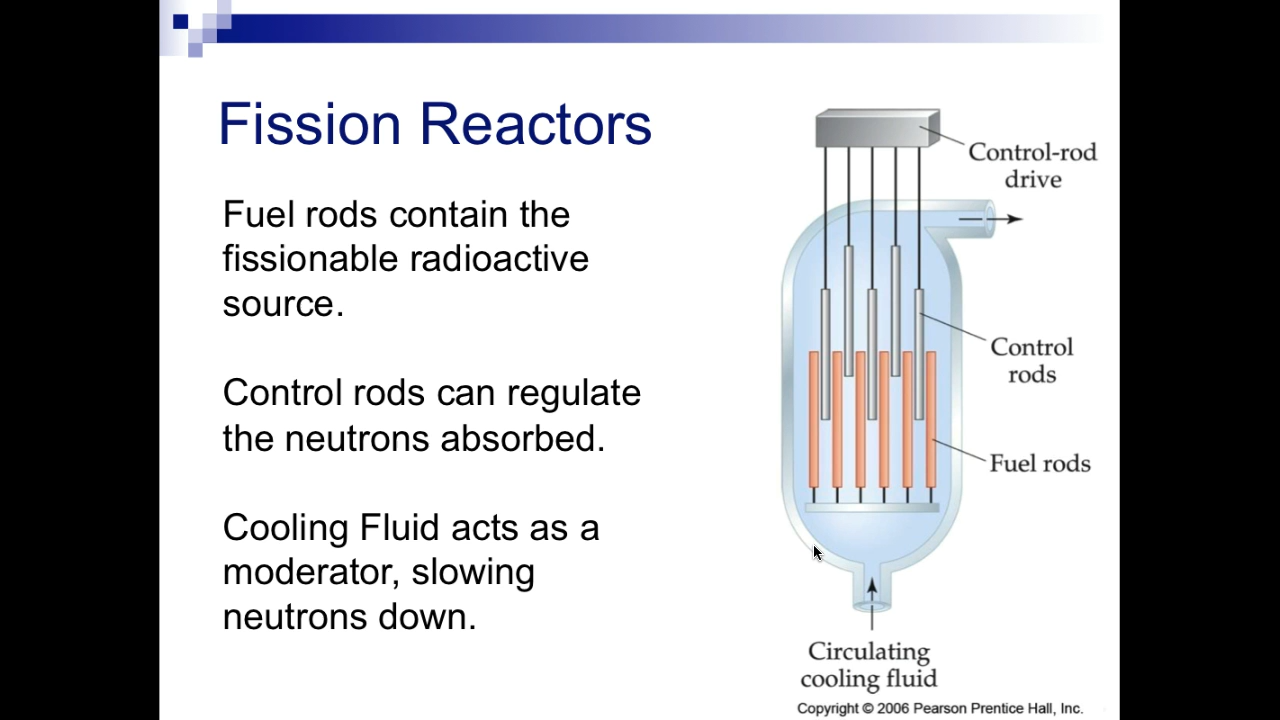 Fission Reactors
Fuel rods contain the
fissionable radioactive
source.
Control rods can regulate
the neutrons absorbed.
Cooling Fluid acts as a
moderator, slowing
neutrons down.
Control-rod
drive
Control
rods
Fuel rods
Circulating
cooling fluid
Copyright © 2006 Pearson Prentice Hall, Inc.